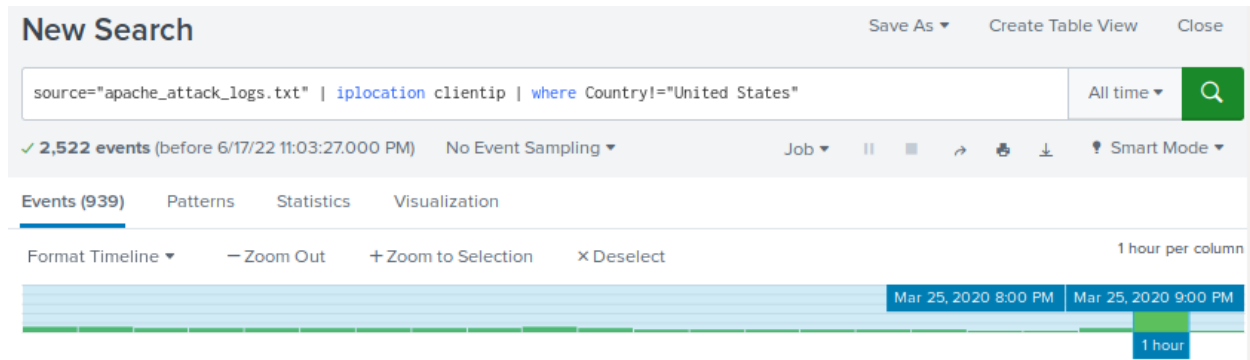 New Search
Save As ▾ Create Table View Close
source="apache_attack_logs.txt" | iplocation clientip | where Country!="United States"
All time ▾
✓ 2,522 events (before 6/17/22 11:03:27.000 PM) No Event Sampling ▾ Job ▾ Smart Mode ▾
Events (939) Patterns Statistics Visualization
Format Timeline ▾ — Zoom Out + Zoom to Selection × Deselect 1 hour per column
Mar 25, 2020 8:00 PM Mar 25, 2020 9:00 PM
1 hour